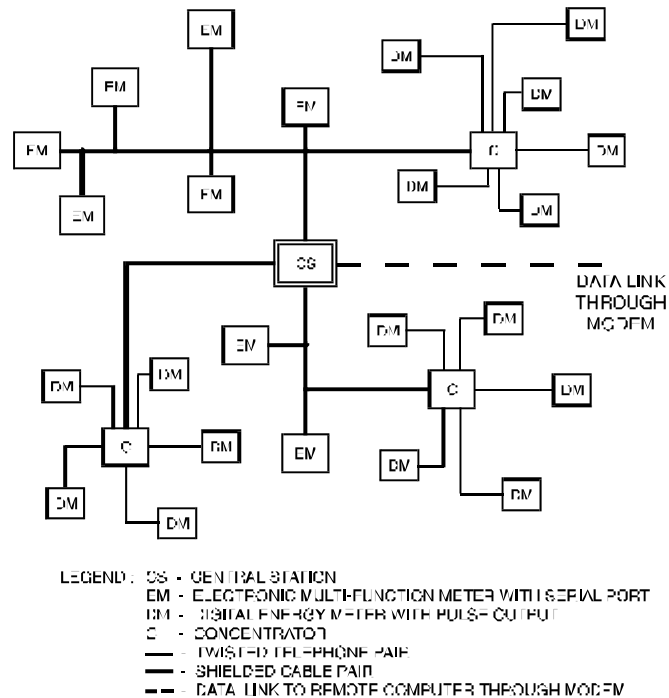 EM
DM
DM
EM
EM
DM
EM
C
DM
DM
EM
EM
DM
CS
DATA LINK
THROUGH
MODEM
DM
DM
EM
DM
DM
C
DM
DM
C
DM
EM
DM
DM
DM
DM
LEGEND : CS - CENTRAL STATION
EM - ELECTRONIC MULTI-FUNCTION METER WITH SERIAL PORT
DM - DIGITAL ENERGY METER WITH PULSE OUTPUT
C - CONCENTRATOR
- TWISTED TELEPHONE PAIR
- SHIELDED CABLE PAIR
- DATA LINK TO REMOTE COMPUTER THROUGH MODEM